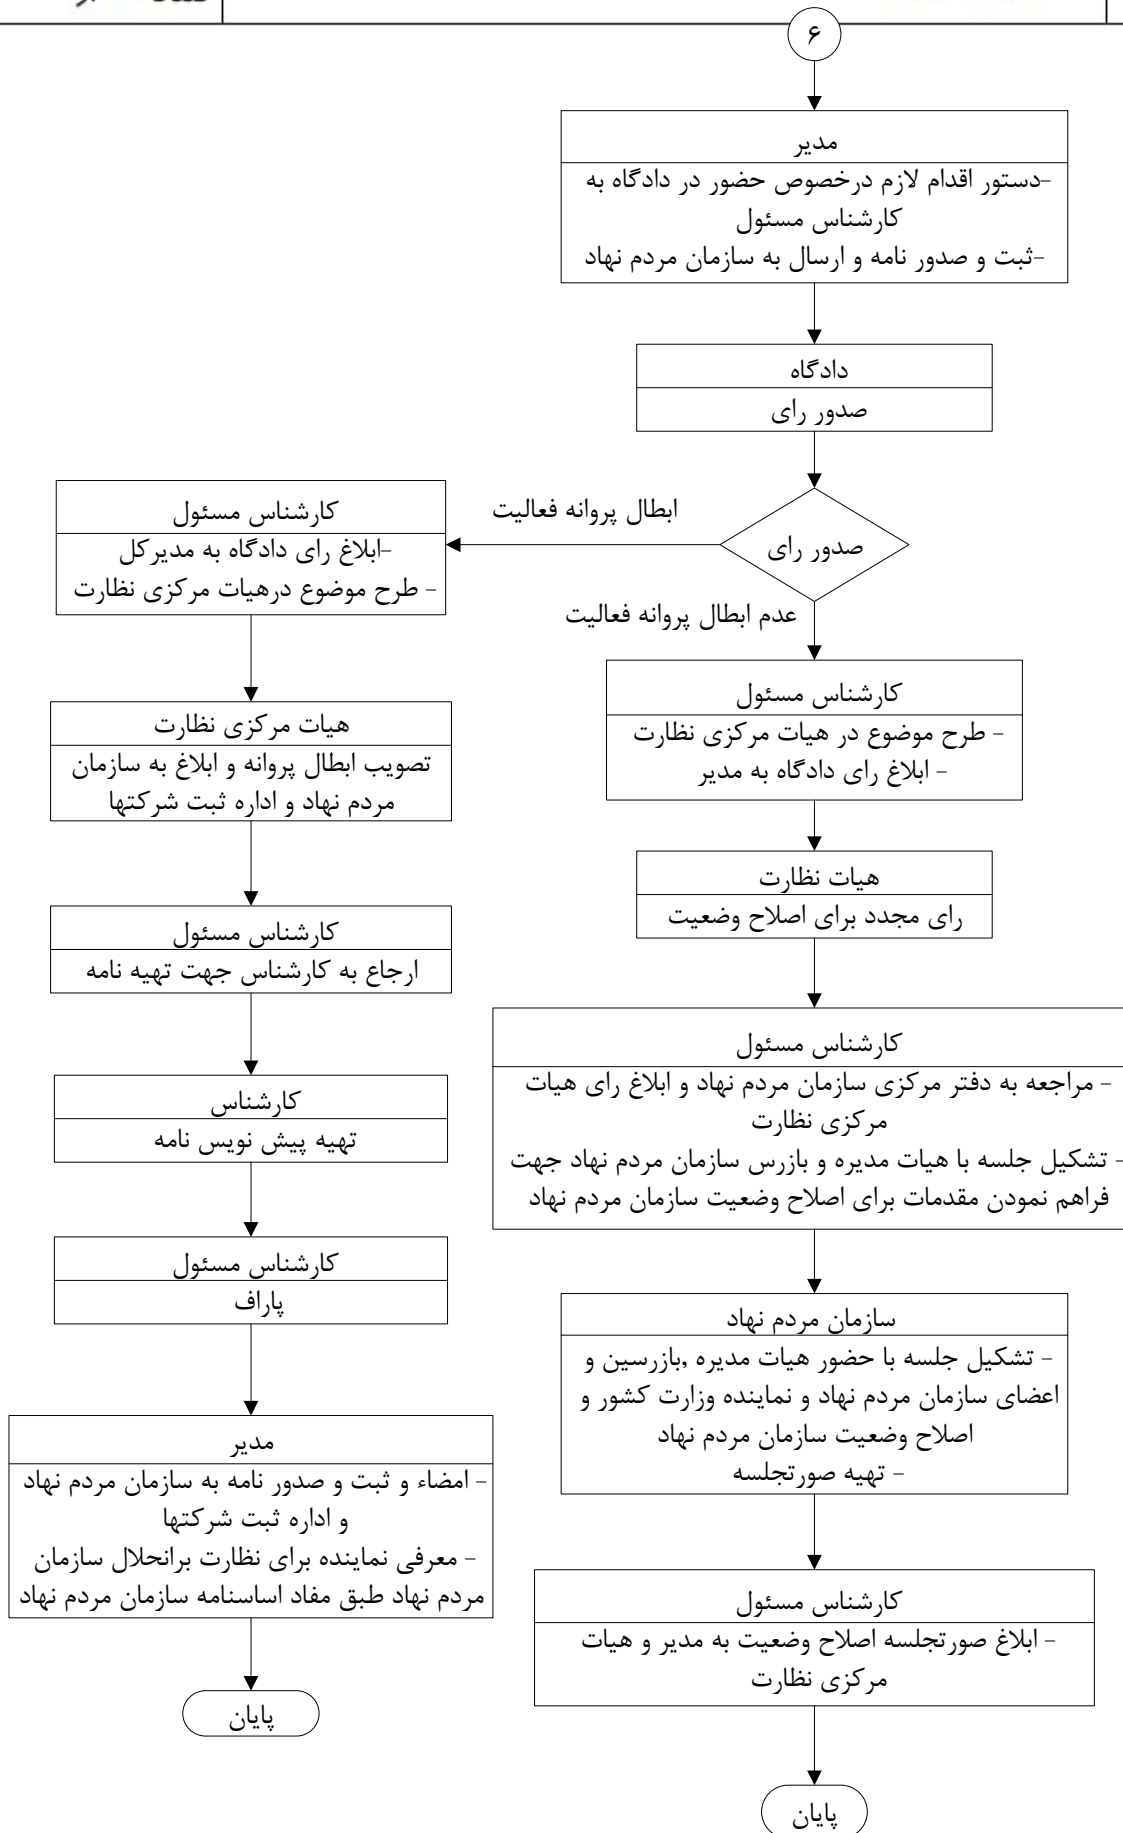 ۶
مدیر
-دستور اقدام لازم درخصوص حضور در دادگاه به
کارشناس مسئول
-ثبت و صدور نامه و ارسال به سازمان مردم نهاد
دادگاه
صدور رای
صدور رای
ابطال پروانه فعالیت
عدم ابطال پروانه فعالیت
کارشناس مسئول
- طرح موضوع در هیات مرکزی نظارت
- ابلاغ رای دادگاه به مدیر
هیات نظارت
رای مجدد برای اصلاح وضعیت
کارشناس مسئول
- مراجعه به دفتر مرکزی سازمان مردم نهاد و ابلاغ رای هیات
مرکزی نظارت
- تشکیل جلسه با هیات مدیره و بازرس سازمان مردم نهاد جهت
فراهم نمودن مقدمات برای اصلاح وضعیت سازمان مردم نهاد
سازمان مردم نهاد
- تشکیل جلسه با حضور هیات مدیره ,بازرسین و
اعضای سازمان مردم نهاد و نماینده وزارت کشور و
اصلاح وضعیت سازمان مردم نهاد
- تهیه صورتجلسه
کارشناس مسئول
- ابلاغ صورتجلسه اصلاح وضعیت به مدیر و هیات
مرکزی نظارت
پایان
کارشناس مسئول
-ابلاغ رای دادگاه به مدیرکل
- طرح موضوع درهیات مرکزی نظارت
هیات مرکزی نظارت
تصویب ابطال پروانه و ابلاغ به سازمان
مردم نهاد و اداره ثبت شرکتها
کارشناس مسئول
ارجاع به کارشناس جهت تهیه نامه
کارشناس
تهیه پیش نویس نامه
کارشناس مسئول
پاراف
مدیر
- امضاء و ثبت و صدور نامه به سازمان مردم نهاد
و اداره ثبت شرکتها
- معرفی نماینده برای نظارت برانحلال سازمان
مردم نهاد طبق مفاد اساسنامه سازمان مردم نهاد
پایان